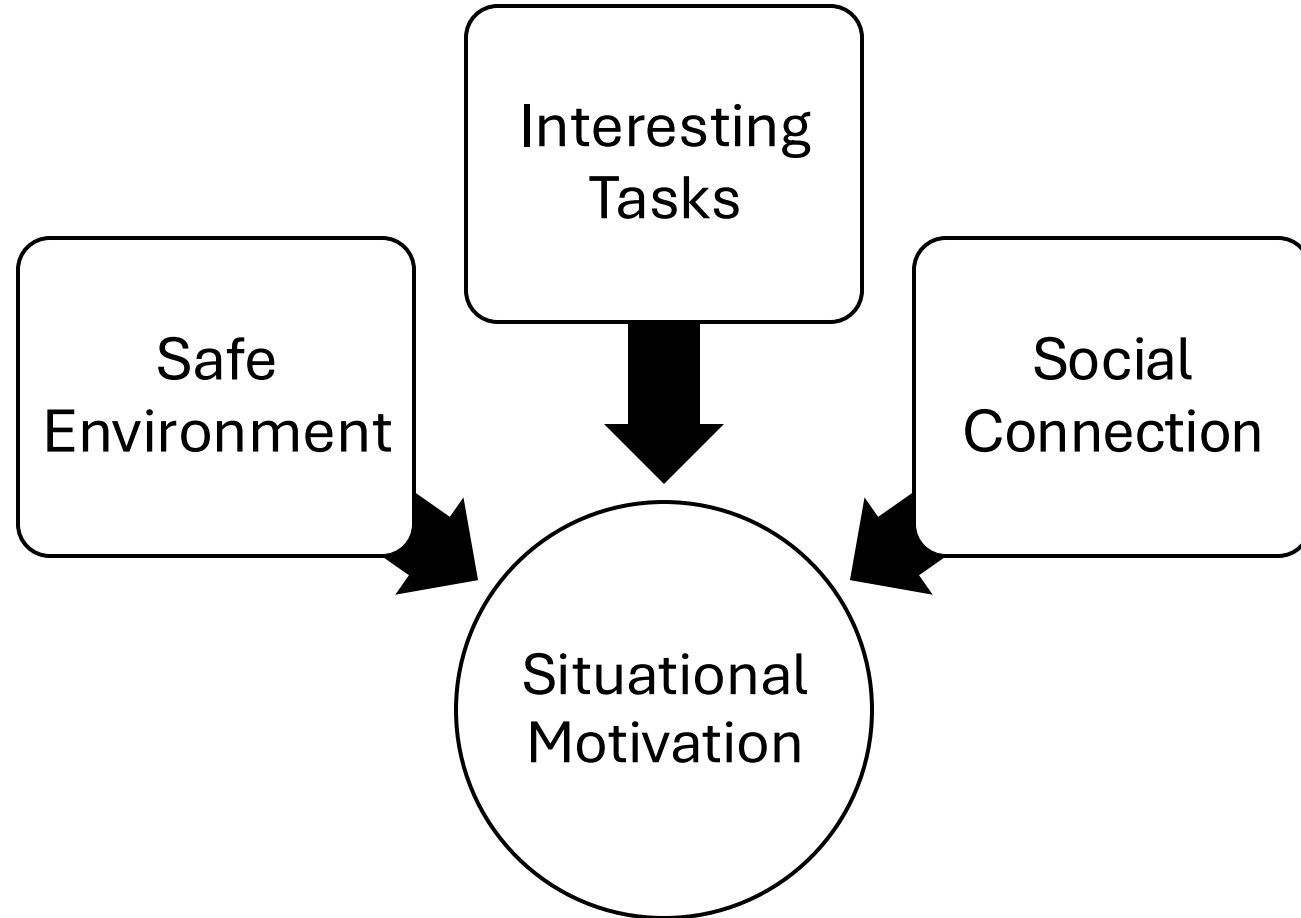 Interesting
Tasks
Safe
Environment
Social
Connection
Situational
Motivation